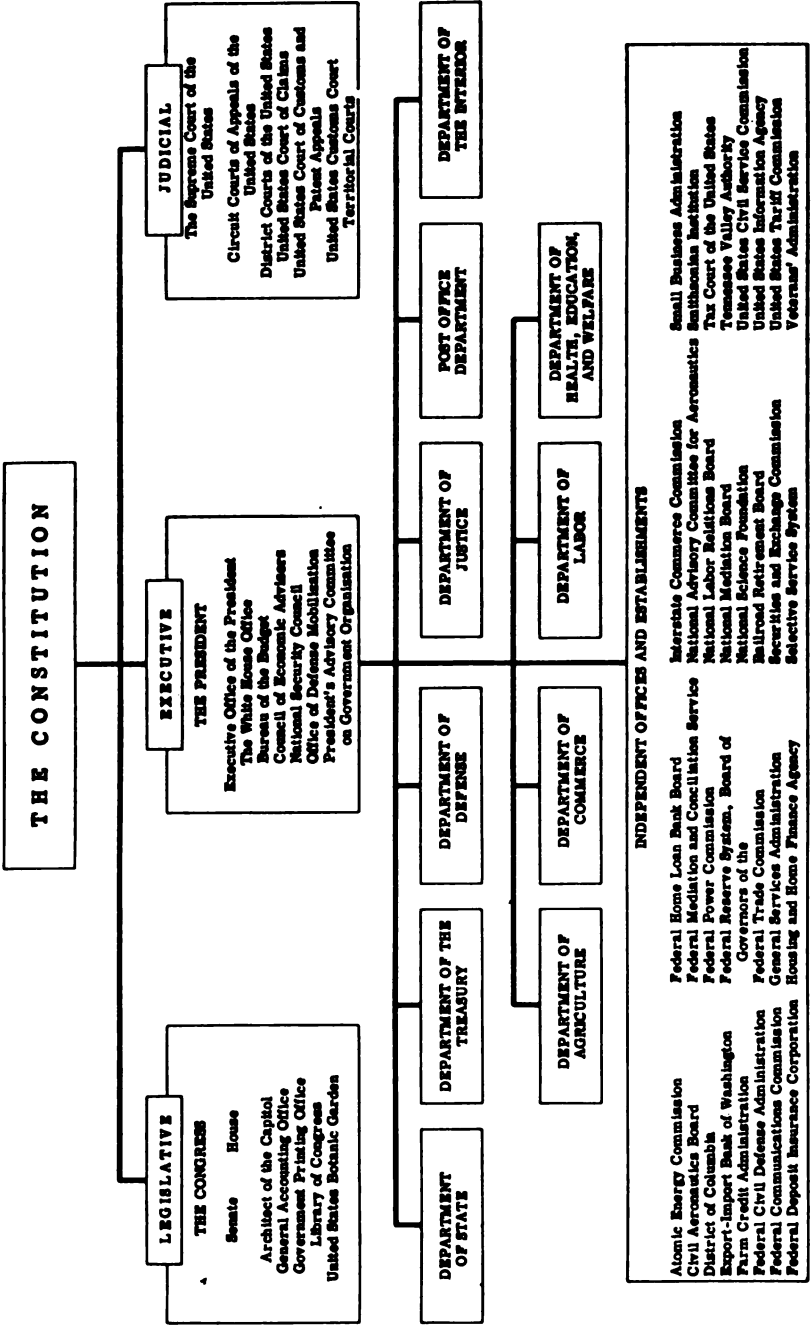 THE CONSTITUTION
LEGISLATIVE
THE CONGRESS
Senate House
Architect of the Capitol
General Accounting Office
Government Printing Office
Library of Congress
United States Botanic Garden
EXECUTIVE
THE PRESIDENT
Executive Office of the President
The White House Office
Bureau of the Budget
Council of Economic Advisers
National Security Council
Office of Defense Mobilization
President's Advisory Committee
on Government Organization
JUDICIAL
The Supreme Court of the
United States
Circuit Courts of Appeals of the
United States
District Courts of the United States
United States Court of Claims
United States Court of Customs and
Patent Appeals
United States Customs Court
Territorial Courts
DEPARTMENT
OF STATE
DEPARTMENT OF THE
TREASURY
DEPARTMENT OF
DEFENSE
DEPARTMENT OF
JUSTICE
POST OFFICE
DEPARTMENT
DEPARTMENT OF
THE INTERIOR
DEPARTMENT OF
AGRICULTURE
DEPARTMENT OF
COMMERCE
DEPARTMENT OF
LABOR
DEPARTMENT OF
HEALTH, EDUCATION,
AND WELFARE
INDEPENDENT OFFICES AND ESTABLISHMENTS
Atomic Energy Commission
Civil Aeronautics Board
District of Columbia
Export-Import Bank of Washington
Farm Credit Administration
Federal Civil Defense Administration
Federal Communications Commission
Federal Deposit Insurance Corporation
Federal Home Loan Bank Board
Federal Mediation and Conciliation Service
Federal Power Commission
Federal Reserve System, Board of
Governors of the
Federal Trade Commission
General Services Administration
Housing and Home Finance Agency
Interstate Commerce Commission
National Advisory Committee for Aeronautics
National Labor Relations Board
National Mediation Board
National Science Foundation
Railroad Retirement Board
Securities and Exchange Commission
Selective Service System
Small Business Administration
Smithsonian Institution
Tax Court of the United States
Tennessee Valley Authority
United States Civil Service Commission
United States Information Agency
United States Tariff Commission
Veterans' Administration